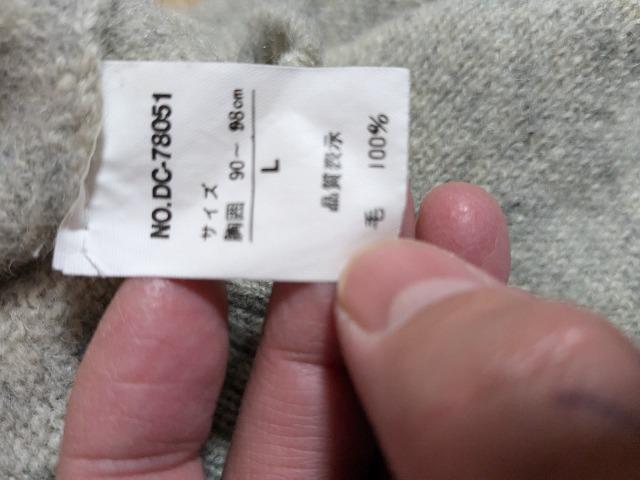 NO.DC-78051
サイズ
胸囲 90～98cm
L
品質表示
毛 100%